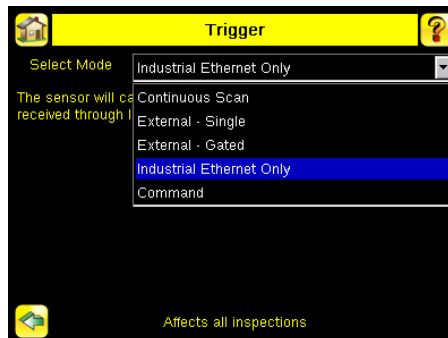 Trigger
?
Select Mode
Industrial Ethernet Only
The sensor will ca
received through I
Continuous Scan
External - Single
External - Gated
Industrial Ethernet Only
Command
Affects all inspections